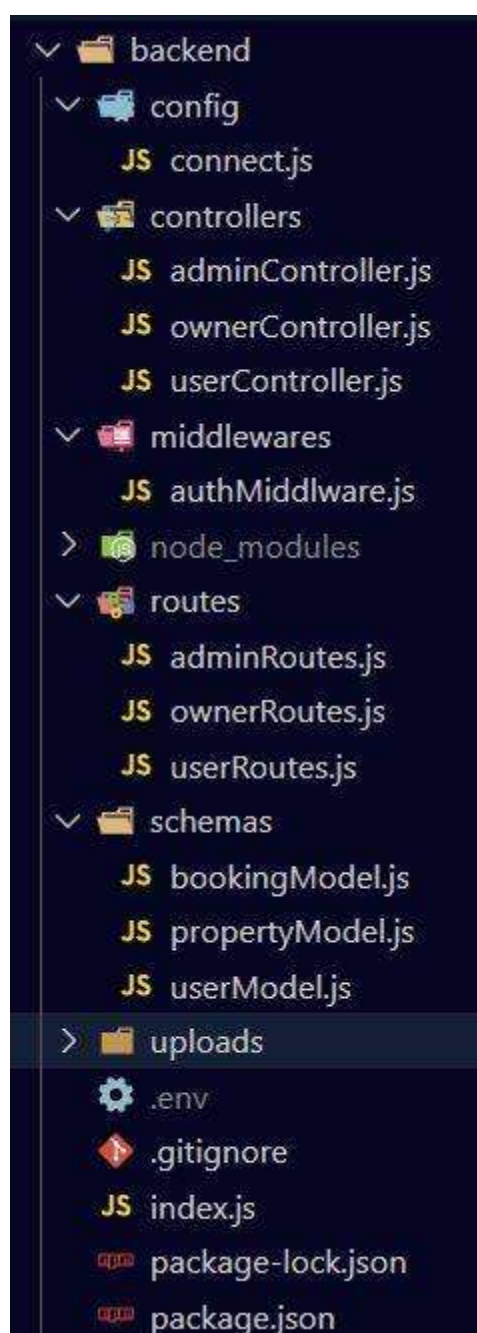 backend
config
JS connect.js
controllers
JS adminController.js
JS ownerController.js
JS userController.js
middlewares
JS authMiddlware.js
node_modules
routes
JS adminRoutes.js
JS ownerRoutes.js
JS userRoutes.js
schemas
JS bookingModel.js
JS propertyModel.js
JS userModel.js
uploads
.env
.gitignore
JS index.js
npm package-lock.json
npm package.json